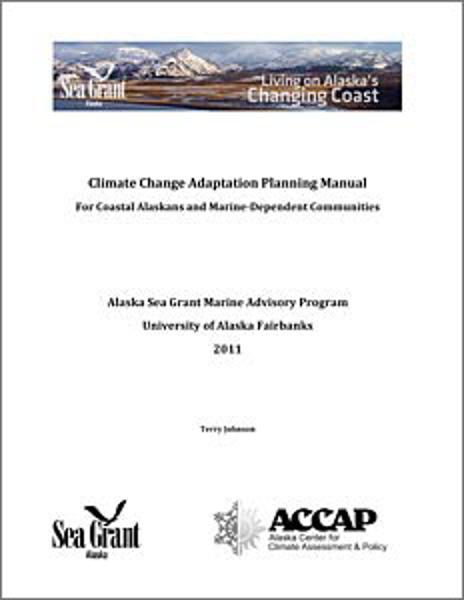 Sea Grant
Alaska
Living on Alaska's
Changing Coast
Climate Change Adaptation Planning Manual
For Coastal Alaskans and Marine-Dependent Communities
Alaska Sea Grant Marine Advisory Program
University of Alaska Fairbanks
2011
Terry Johnson
Sea Grant
Alaska
ACCAP
Alaska Center for
Climate Assessment & Policy